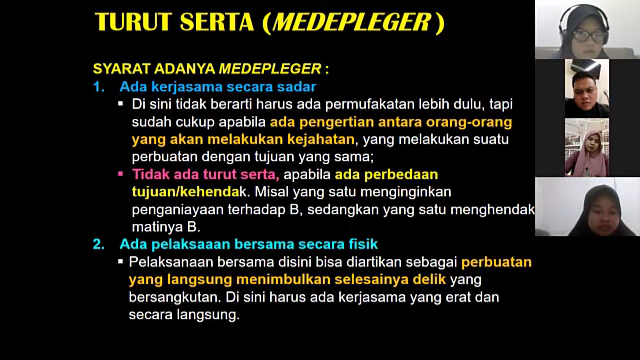 TURUT SERTA (MEDEPLEGER )
SYARAT ADANYA MEDEPLEGER :
1. Ada kerjasama secara sadar
▪ Di sini tidak berarti harus ada permufakatan lebih dulu, tapi
sudah cukup apabila ada pengertian antara orang-orang
yang akan melakukan kejahatan, yang melakukan suatu
perbuatan dengan tujuan yang sama;
▪ Tidak ada turut serta, apabila ada perbedaan
tujuan/kehendak. Misal yang satu menginginkan
penganiayaan terhadap B, sedangkan yang satu menghendak
matinya B.
2. Ada pelaksaaan bersama secara fisik
▪ Pelaksanaan bersama disini bisa diartikan sebagai perbuatan
yang langsung menimbulkan selesainya delik yang
bersangkutan. Di sini harus ada kerjasama yang erat dan
secara langsung.